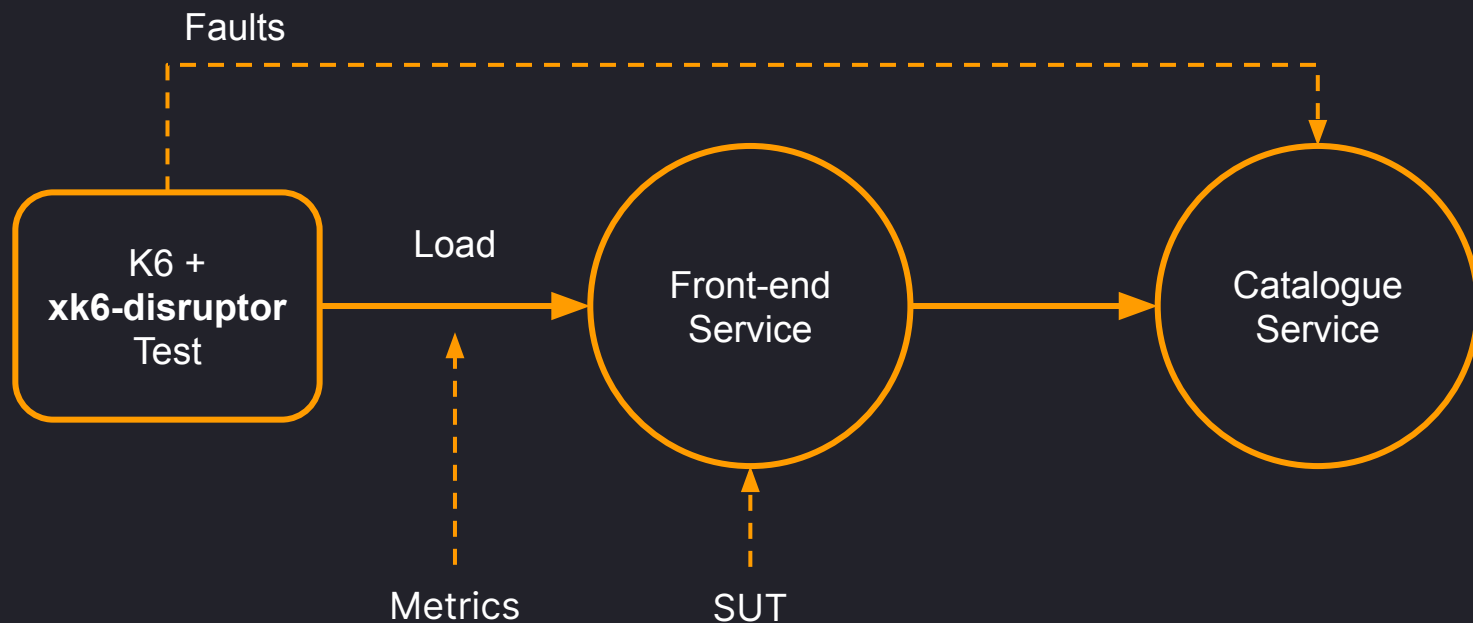 Faults
K6 +
xk6-disruptor
Test
Load
Front-end
Service
Catalogue
Service
Metrics
SUT